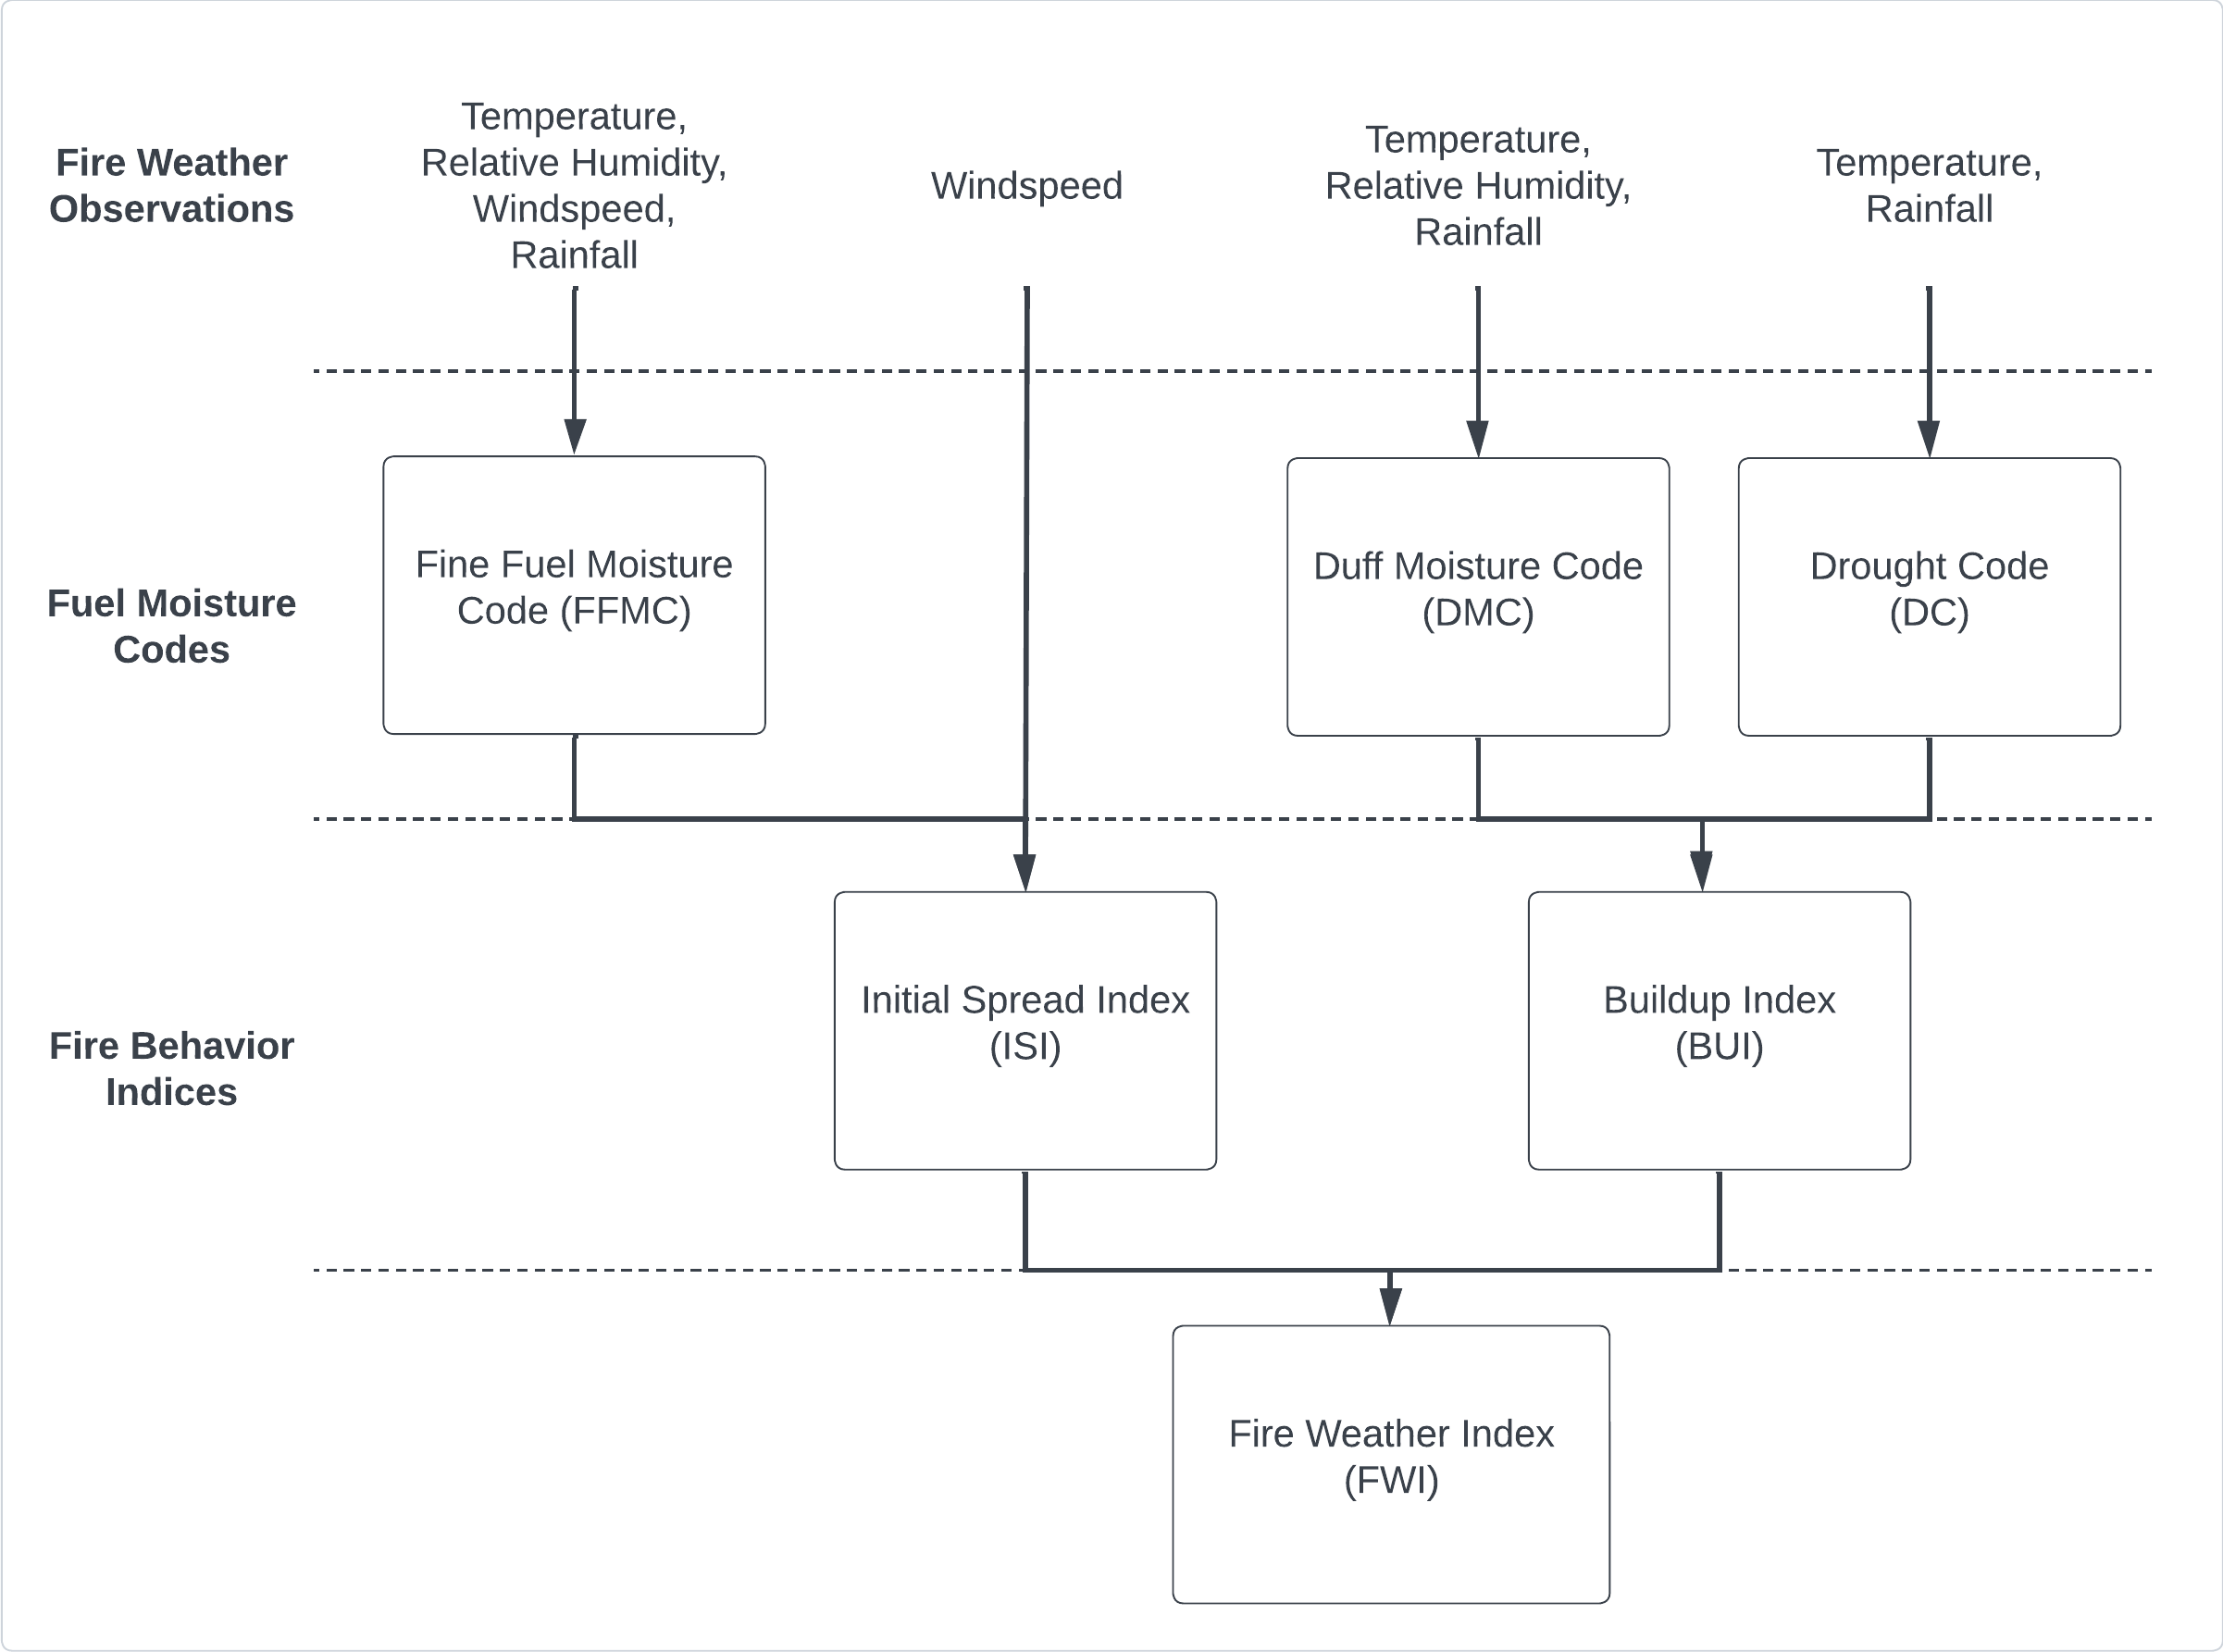 Fire Weather
Observations
Temperature,
Relative Humidity,
Windspeed,
Rainfall
Windspeed
Temperature,
Relative Humidity,
Rainfall
Temperature,
Rainfall
Fuel Moisture
Codes
Fine Fuel Moisture
Code (FFMC)
Duff Moisture Code
(DMC)
Drought Code
(DC)
Fire Behavior
Indices
Initial Spread Index
(ISI)
Buildup Index
(BUI)
Fire Weather Index
(FWI)